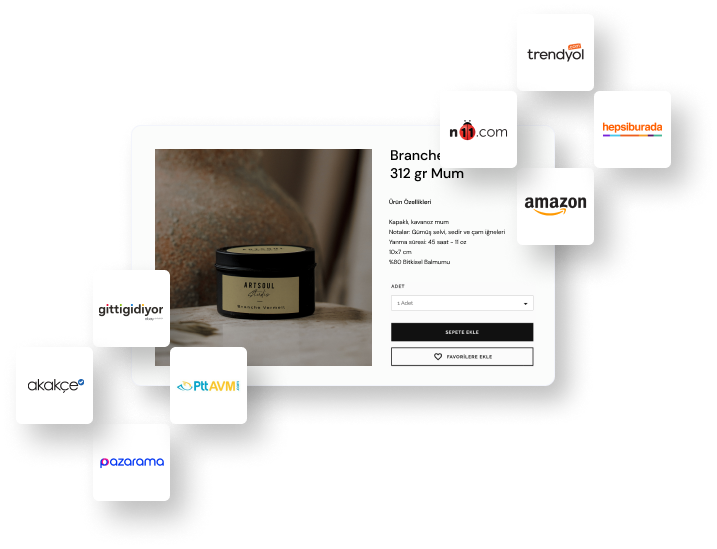 trendyol
.com
n11.com
hepsiburada
amazon
Branche
312 gr Mum
Ürün Özellikleri
Kapaklı, kavanoz mum
Notalar: Gümüş selvi, sedir ve çam iğneleri
Yanma süresi: 45 saat - 11 oz
10x7 cm
%80 Bitkisel Balmumu
ADET
1 Adet
SEPETE EKLE
FAVORİLERE EKLE
ARTSOUL
Studio
Branche Vermen
gittigidiyor
akakçe
PttAVM
pazarama